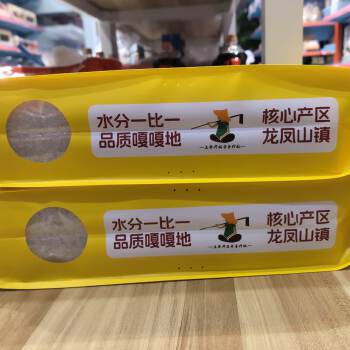 水分一比一
品质嘎嘎地
核心产区
龙凤山镇
水分一比一
品质嘎嘎地
核心产区
龙凤山镇